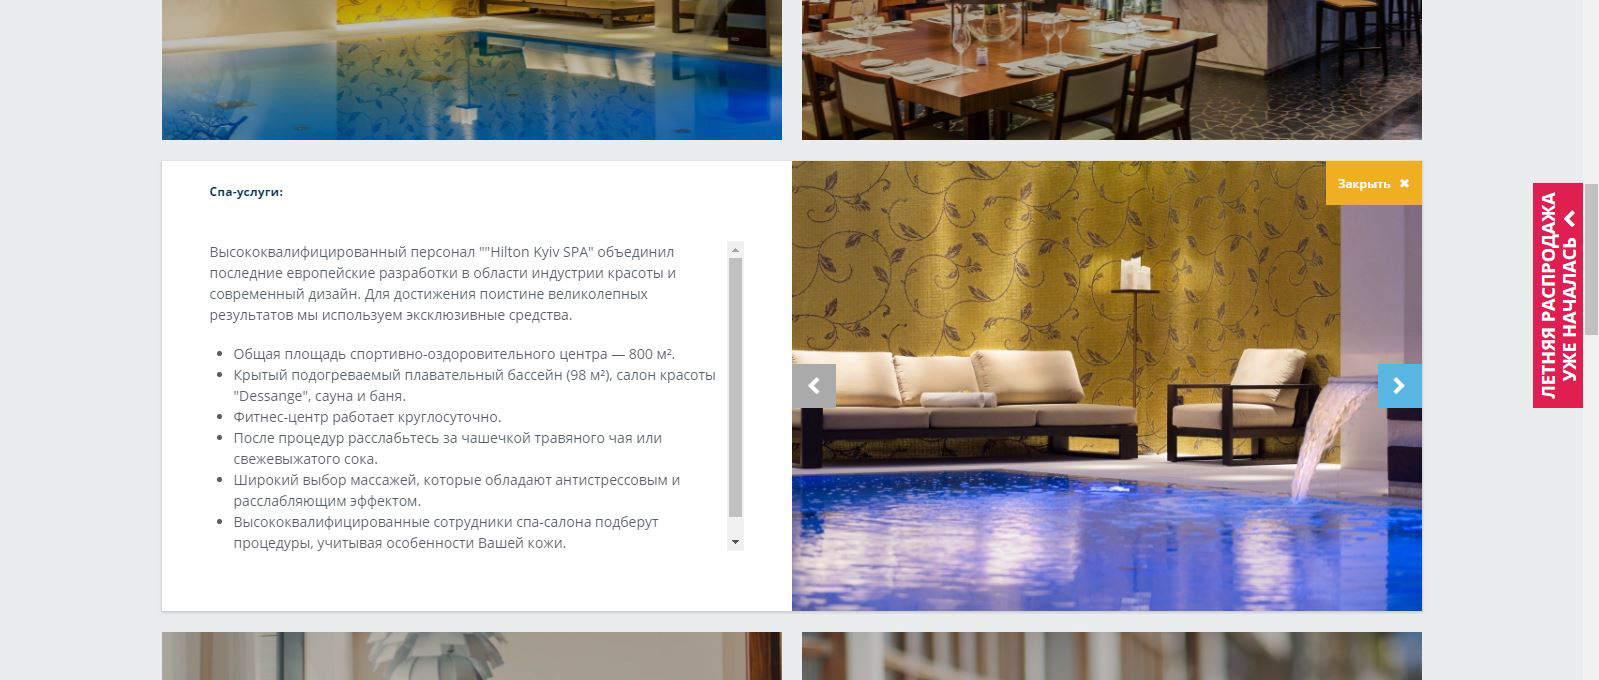 Спа-услуги:
Закрыть ✖
Высококвалифицированный персонал ""Hilton Kyiv SPA" объединил
последние европейские разработки в области индустрии красоты и
современный дизайн. Для достижения поистине великолепных
результатов мы используем эксклюзивные средства.
• Общая площадь спортивно-оздоровительного центра — 800 м².
• Крытый подогреваемый плавательный бассейн (98 м²), салон красоты
"Dessange", сауна и баня.
• Фитнес-центр работает круглосуточно.
• После процедур расслабьтесь за чашечкой травяного чая или
свежевыжатого сока.
• Широкий выбор массажей, которые обладают антистрессовым и
расслабляющим эффектом.
• Высококвалифицированные сотрудники спа-салона подберут
процедуры, учитывая особенности Вашей кожи.
ЛЕТНЯЯ РАСПРОДАЖА
УЖЕ НАЧАЛАСЬ